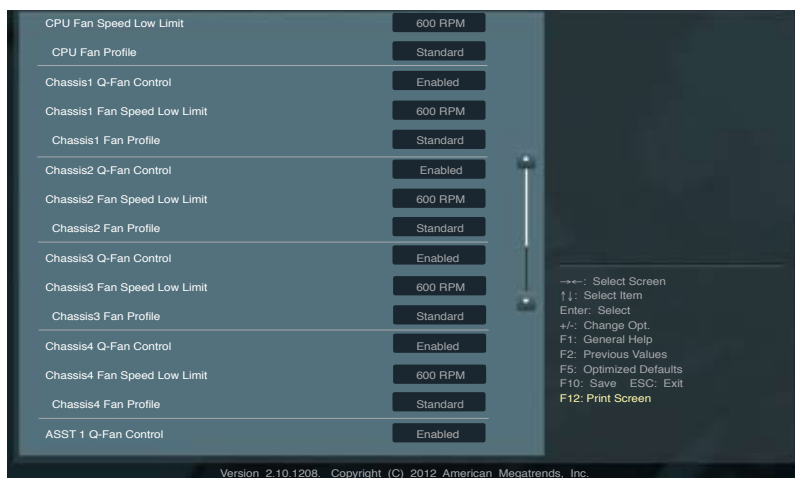 CPU Fan Speed Low Limit 600 RPM
CPU Fan Profile Standard
Chassis1 Q-Fan Control Enabled
Chassis1 Fan Speed Low Limit 600 RPM
Chassis1 Fan Profile Standard
Chassis2 Q-Fan Control Enabled
Chassis2 Fan Speed Low Limit 600 RPM
Chassis2 Fan Profile Standard
Chassis3 Q-Fan Control Enabled
Chassis3 Fan Speed Low Limit 600 RPM
Chassis3 Fan Profile Standard
Chassis4 Q-Fan Control Enabled
Chassis4 Fan Speed Low Limit 600 RPM
Chassis4 Fan Profile Standard
ASST 1 Q-Fan Control Enabled
→←: Select Screen
↑↓: Select Item
Enter: Select
+/-: Change Opt.
F1: General Help
F2: Previous Values
F5: Optimized Defaults
F10: Save ESC: Exit
F12: Print Screen
Version 2.10.1208. Copyright (C) 2012 American Megatrends, Inc.